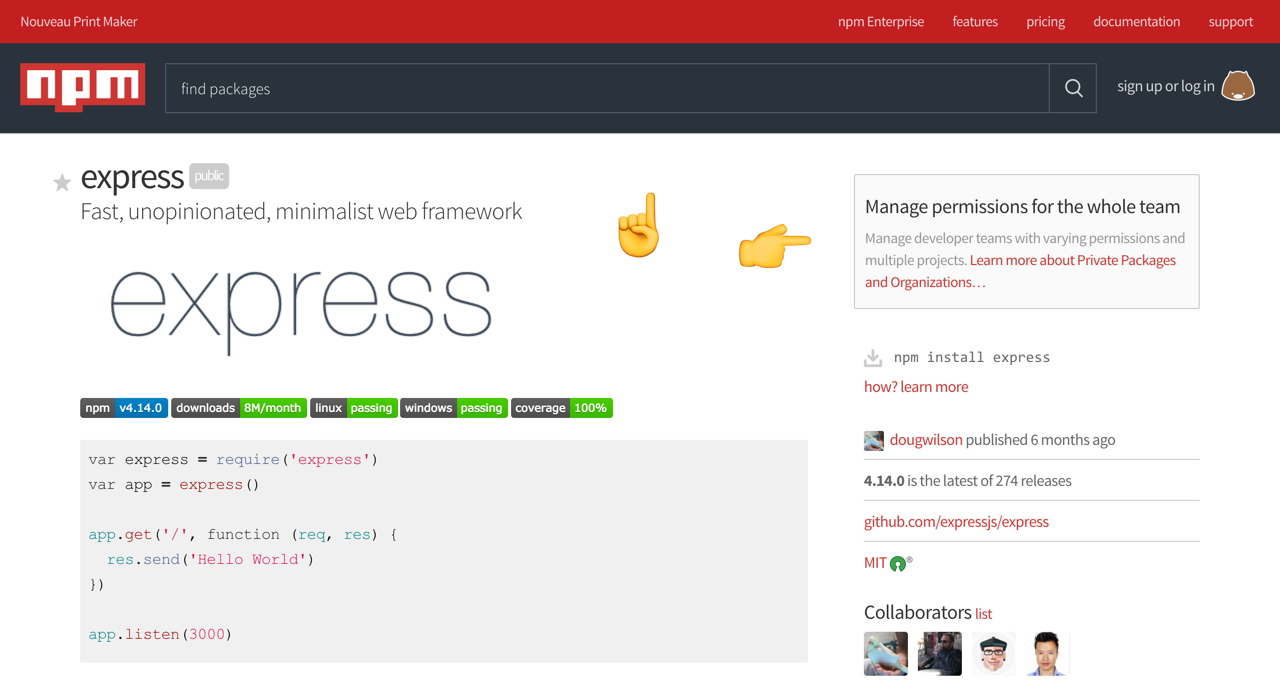 Nouveau Print Maker
npm Enterprise features pricing documentation support
npm
find packages
sign up or log in
express public
Fast, unopinionated, minimalist web framework
express
npm v4.14.0 downloads 8M/month linux passing windows passing coverage 100%
var express = require('express')
var app = express()
app.get('/', function (req, res) {
  res.send('Hello World')
})
app.listen(3000)
Manage permissions for the whole team
Manage developer teams with varying permissions and
multiple projects. Learn more about Private Packages
and Organizations…
npm install express
how? learn more
dougwilson published 6 months ago
4.14.0 is the latest of 274 releases
github.com/expressjs/express
MIT ®
Collaborators list